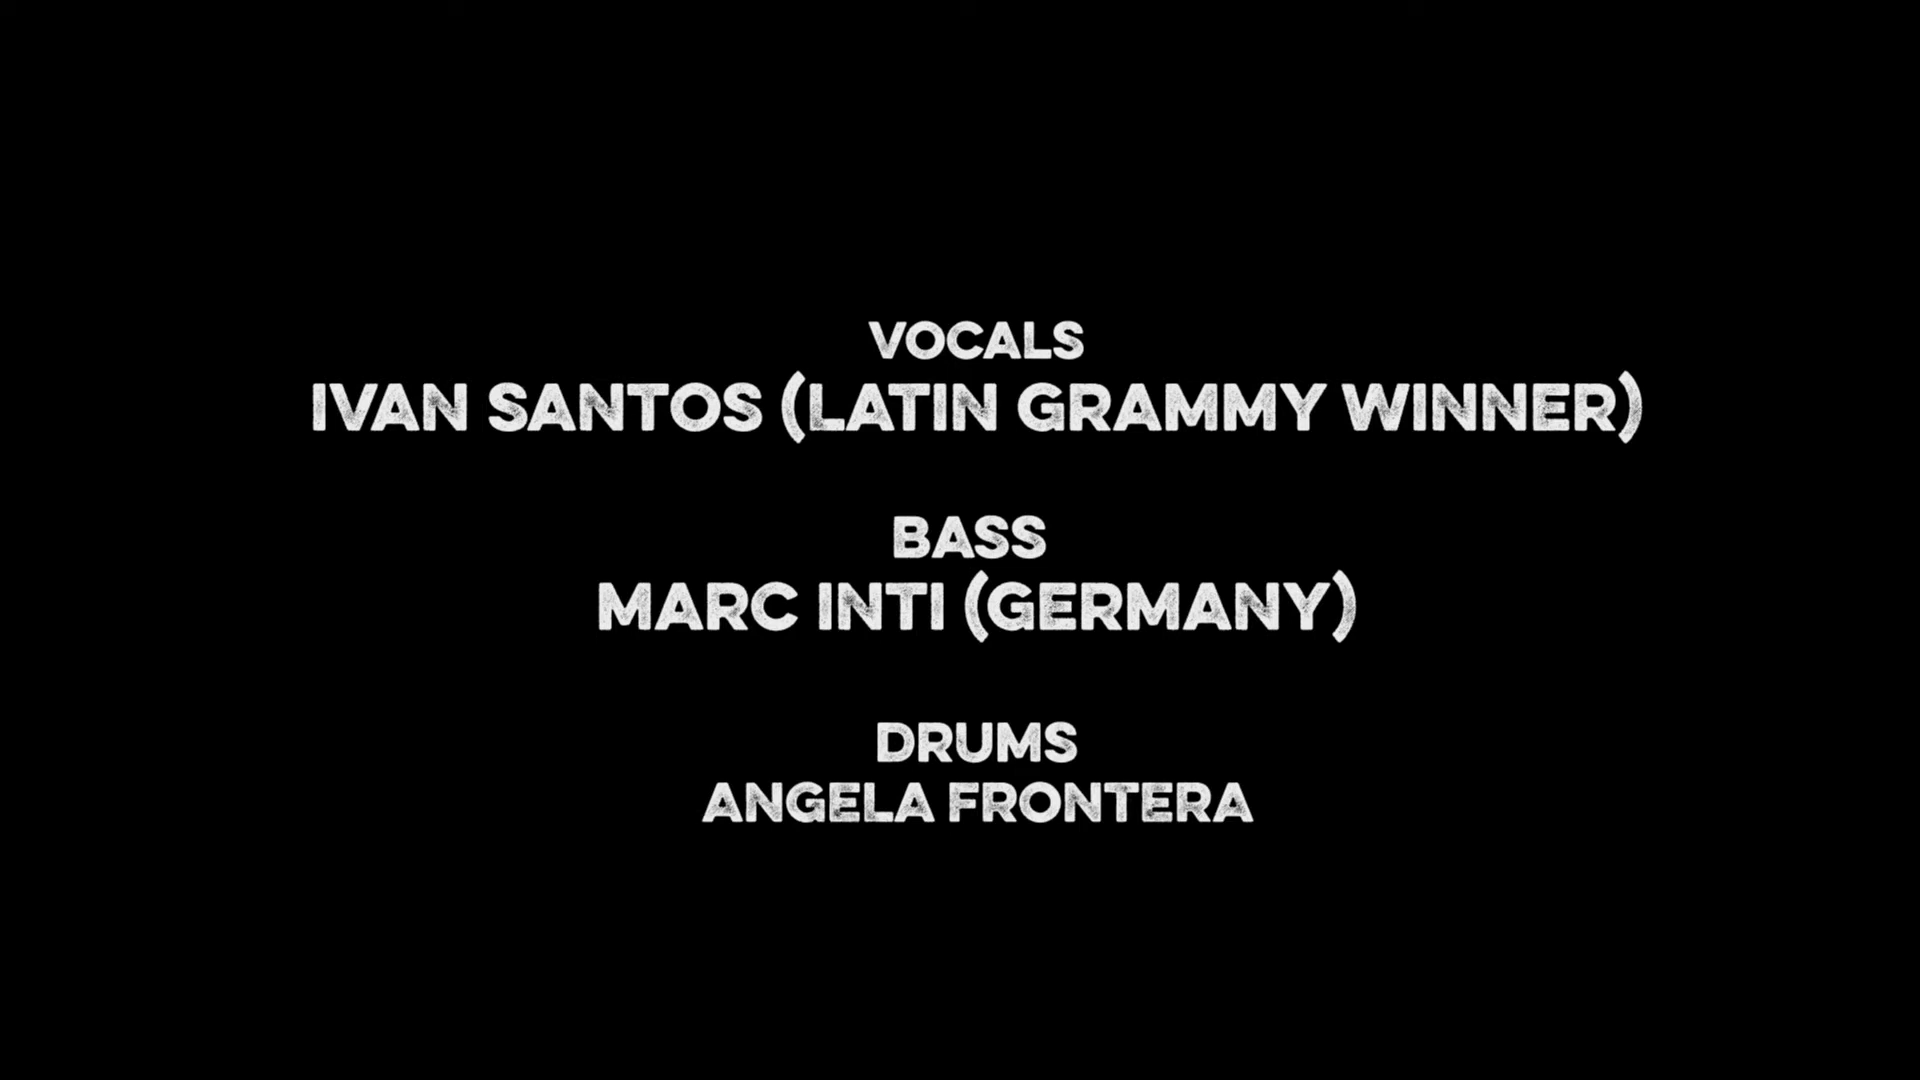 VOCALS
IVAN SANTOS (LATIN GRAMMY WINNER)
BASS
MARC INTI (GERMANY)
DRUMS
ANGELA FRONTERA